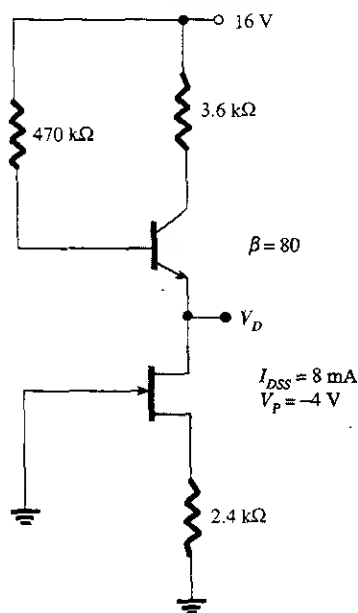 16 V
3.6 kΩ
470 kΩ
β = 80
V_D
I_DSS = 8 mA
V_P = –4 V
2.4 kΩ